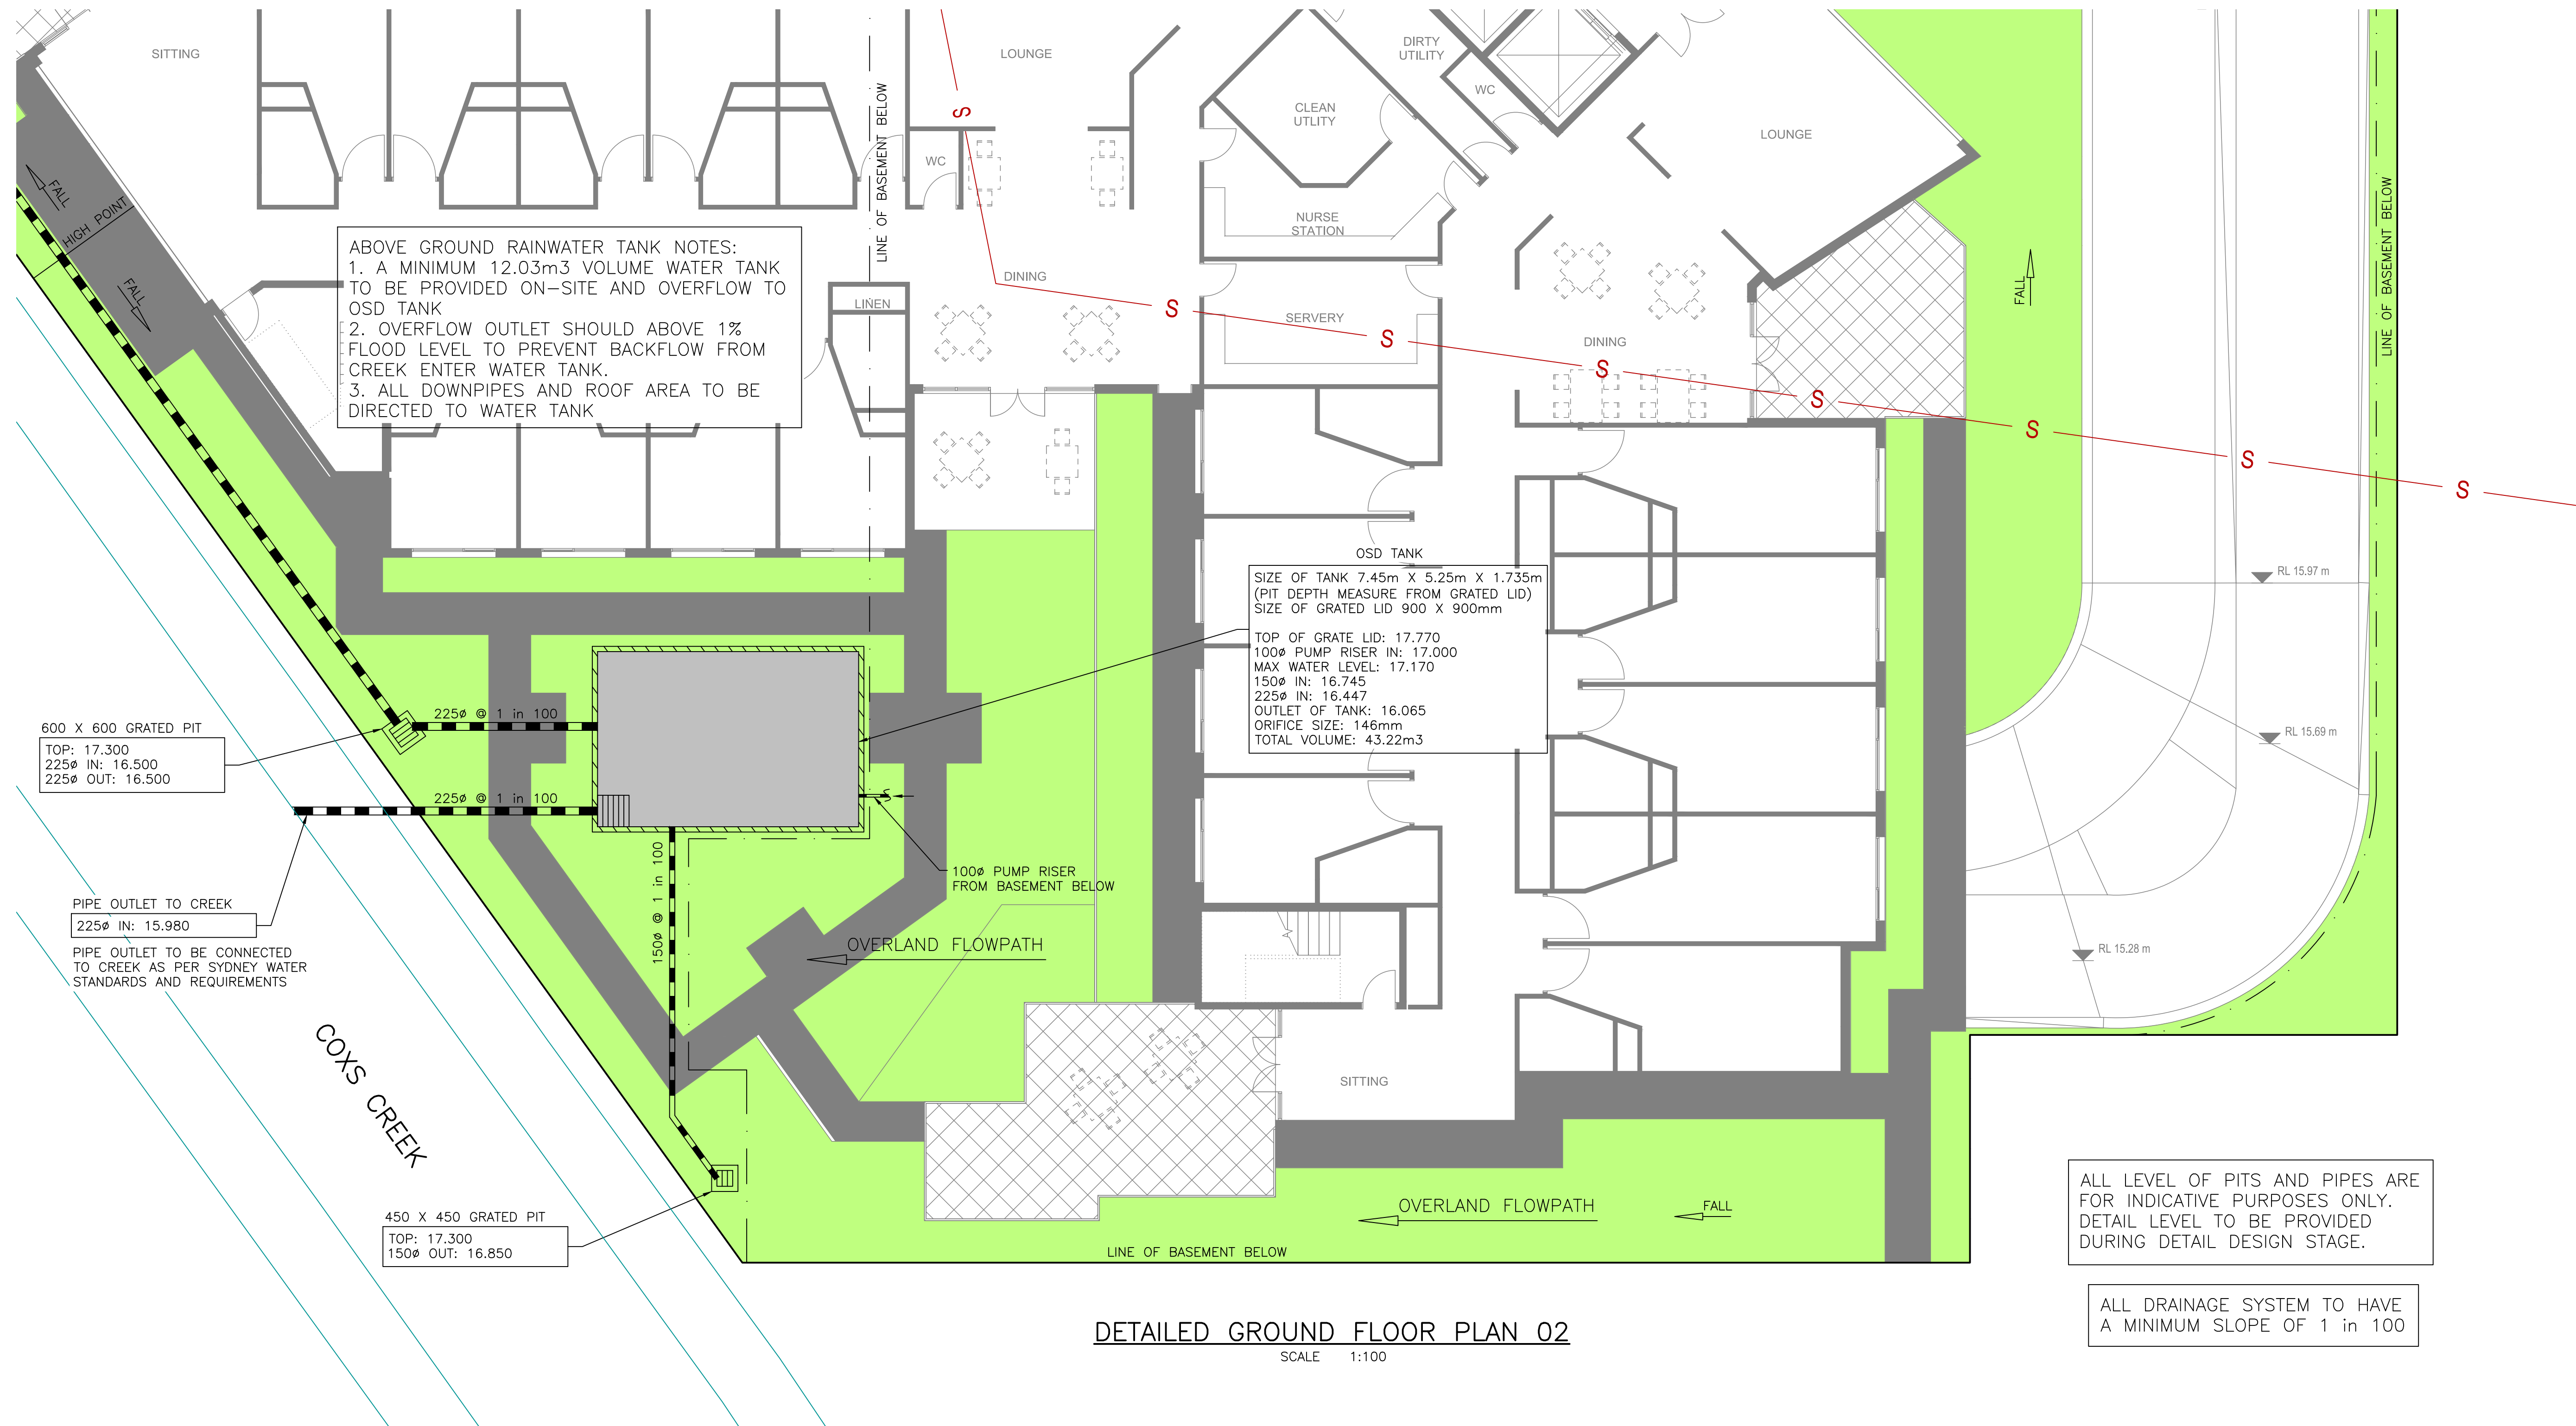 SITTING
LOUNGE
DIRTY
UTILITY
WC
CLEAN
UTLITY
LOUNGE
LINE OF BASEMENT BELOW
S
WC
FALL
HIGH POINT
FALL
NURSE
STATION
LINE OF BASEMENT BELOW
FALL
ABOVE GROUND RAINWATER TANK NOTES:
1. A MINIMUM 12.03m3 VOLUME WATER TANK
TO BE PROVIDED ON-SITE AND OVERFLOW TO
OSD TANK
2. OVERFLOW OUTLET SHOULD ABOVE 1%
FLOOD LEVEL TO PREVENT BACKFLOW FROM
CREEK ENTER WATER TANK.
3. ALL DOWNPIPES AND ROOF AREA TO BE
DIRECTED TO WATER TANK
LINEN
DINING
S
SERVERY
S
DINING
S
S
S
S
S
OSD TANK
SIZE OF TANK 7.45m X 5.25m X 1.735m
(PIT DEPTH MEASURE FROM GRATED LID)
SIZE OF GRATED LID 900 X 900mm
TOP OF GRATE LID: 17.770
100ø PUMP RISER IN: 17.000
MAX WATER LEVEL: 17.170
150ø IN: 16.745
225ø IN: 16.447
OUTLET OF TANK: 16.065
ORIFICE SIZE: 146mm
TOTAL VOLUME: 43.22m3
RL 15.97 m
RL 15.69 m
RL 15.28 m
600 X 600 GRATED PIT
TOP: 17.300
225ø IN: 16.500
225ø OUT: 16.500
225ø @ 1 in 100
225ø @ 1 in 100
150ø @ 1 in 100
100ø PUMP RISER
FROM BASEMENT BELOW
PIPE OUTLET TO CREEK
225ø IN: 15.980
PIPE OUTLET TO BE CONNECTED
TO CREEK AS PER SYDNEY WATER
STANDARDS AND REQUIREMENTS
OVERLAND FLOWPATH
COXS CREEK
SITTING
450 X 450 GRATED PIT
TOP: 17.300
150ø OUT: 16.850
OVERLAND FLOWPATH
FALL
LINE OF BASEMENT BELOW
ALL LEVEL OF PITS AND PIPES ARE
FOR INDICATIVE PURPOSES ONLY.
DETAIL LEVEL TO BE PROVIDED
DURING DETAIL DESIGN STAGE.
ALL DRAINAGE SYSTEM TO HAVE
A MINIMUM SLOPE OF 1 in 100
DETAILED GROUND FLOOR PLAN 02
SCALE 1:100